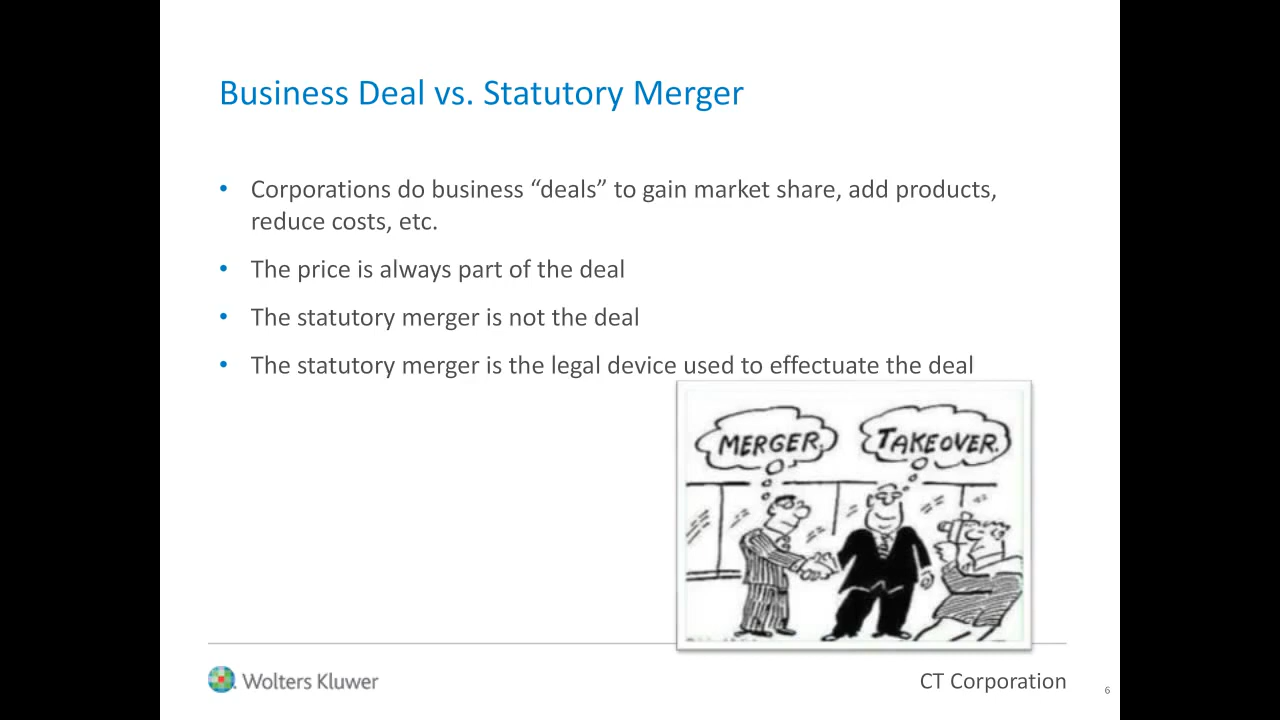 Business Deal vs. Statutory Merger
• Corporations do business “deals” to gain market share, add products,
reduce costs, etc.
• The price is always part of the deal
• The statutory merger is not the deal
• The statutory merger is the legal device used to effectuate the deal
MERGER.
TAKEOVER.
Wolters Kluwer
CT Corporation
6